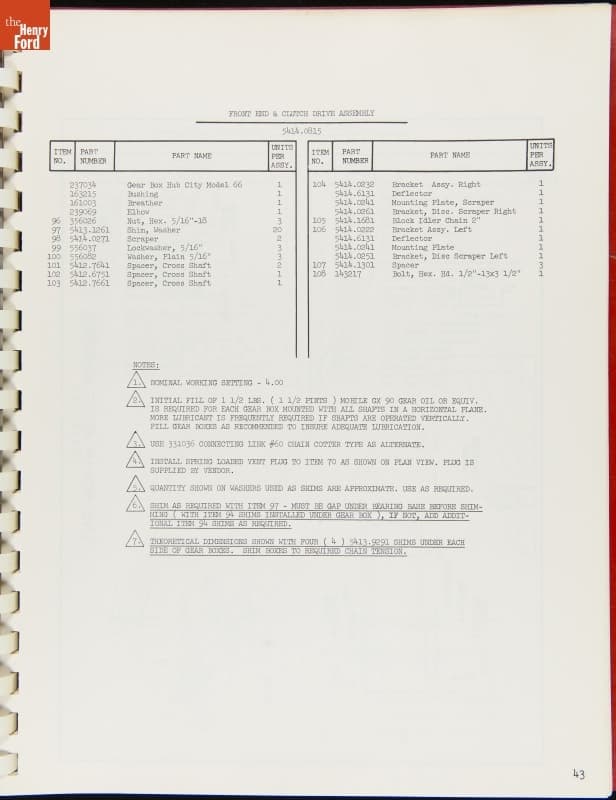 the
Henry
Ford
FRONT END & CLUTCH DRIVE ASSEMBLY
5414.0815
ITEM NO. PART NUMBER PART NAME UNITS PER ASSY.
237034 Gear Box Hub City Model 66 1
163215 Bushing 1
161003 Breather 1
239069 Elbow 1
96 356026 Nut, Hex. 5/16"-18 3
97 5413.1261 Shim, Washer 20
98 5414.0271 Scraper 2
99 556037 Lockwasher, 5/16" 3
100 556082 Washer, Plain 5/16" 3
101 5412.7641 Spacer, Cross Shaft 2
102 5412.6751 Spacer, Cross Shaft 1
103 5412.7661 Spacer, Cross Shaft 1
ITEM NO. PART NUMBER PART NAME UNITS PER ASSY.
104 5414.0232 Bracket Assy. Right 1
5414.6131 Deflector 1
5414.0241 Mounting Plate, Scraper 1
5414.0261 Bracket, Disc. Scraper Right 1
105 5414.1681 Block Idler Chain 2" 1
106 5414.0222 Bracket Assy. Left 1
5414.6131 Deflector 1
5414.0241 Mounting Plate 1
5414.0251 Bracket, Disc Scraper Left 1
107 5414.1301 Spacer 3
108 143217 Bolt, Hex. Hd. 1/2"-13x3 1/2" 1
NOTES:
1. NOMINAL WORKING SETTING - 4.00
2. INITIAL FILL OF 1 1/2 LBS. ( 1 1/2 PINTS ) MOBILE GX 90 GEAR OIL OR EQUIV.
IS REQUIRED FOR EACH GEAR BOX MOUNTED WITH ALL SHAFTS IN A HORIZONTAL PLANE.
MORE LUBRICANT IS FREQUENTLY REQUIRED IF SHAFTS ARE OPERATED VERTICALLY.
FILL GEAR BOXES AS RECOMMENDED TO INSURE ADEQUATE LUBRICATION.
3. USE 331036 CONNECTING LINK #60 CHAIN COTTER TYPE AS ALTERNATE.
4. INSTALL SPRING LOADED VENT PLUG TO ITEM 70 AS SHOWN ON PLAN VIEW. PLUG IS
SUPPLIED BY VENDOR.
5. QUANTITY SHOWN ON WASHERS USED AS SHIMS ARE APPROXIMATE. USE AS REQUIRED.
6. SHIM AS REQUIRED WITH ITEM 97 - MUST BE GAP UNDER BEARING BASE BEFORE SHIM-
MING ( WITH ITEM 94 SHIMS INSTALLED UNDER GEAR BOX ), IF NOT, ADD ADDIT-
IONAL ITEM 94 SHIMS AS REQUIRED.
7. THEORETICAL DIMENSIONS SHOWN WITH FOUR ( 4 ) 5413.9291 SHIMS UNDER EACH
SIDE OF GEAR BOXES. SHIM BOXES TO REQUIRED CHAIN TENSION.
43